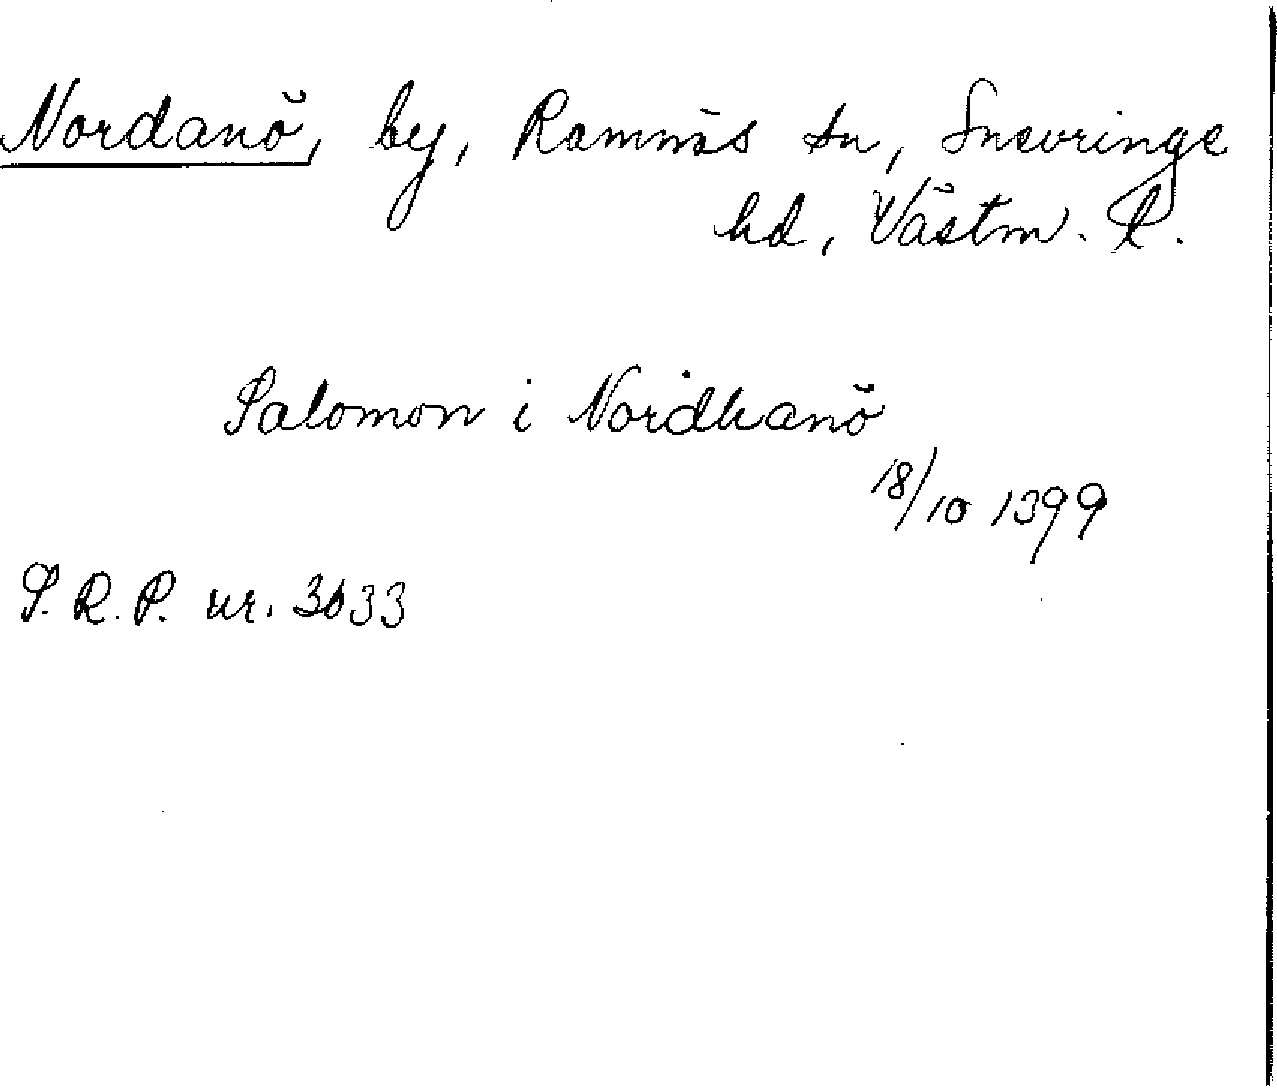 Nordanö, by, Ramnäs sn, Snevringe
hd, Västm. l.
Salomon i Nordhanö
18/10 1399
S. R. P. nr. 3033